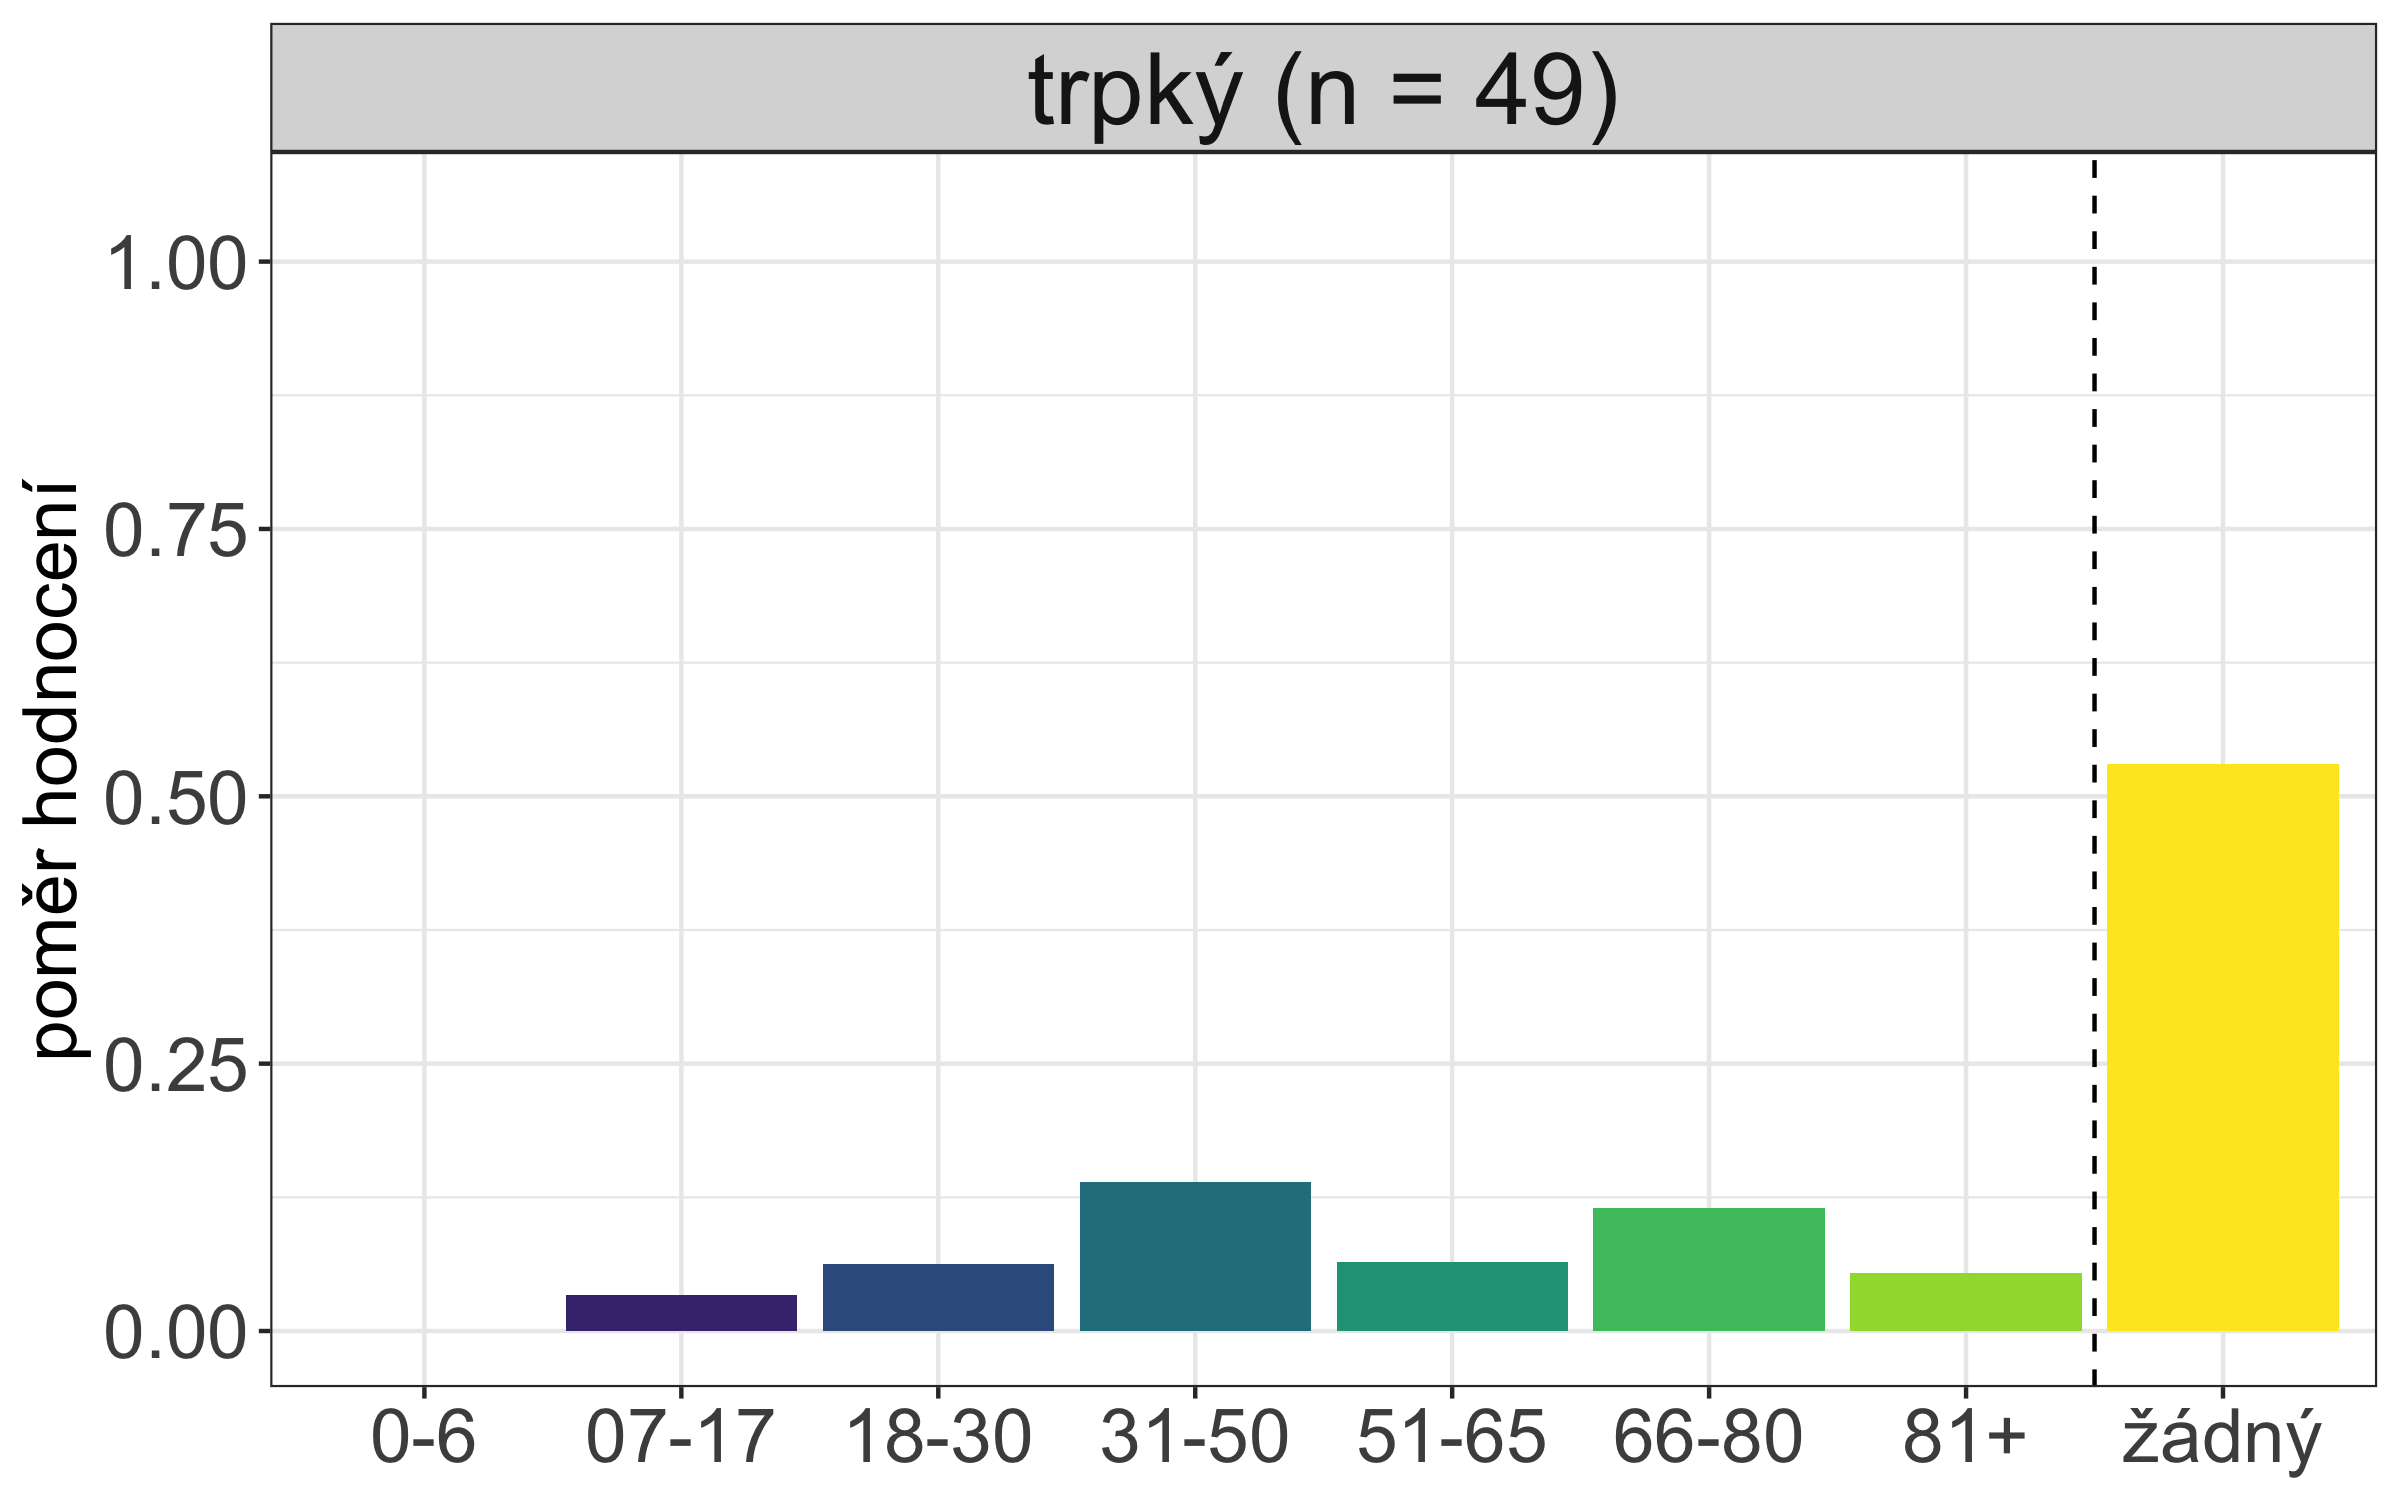 trpký (n = 49)
poměr hodnocení
1.00
0.75
0.50
0.25
0.00
0-6 07-17 18-30 31-50 51-65 66-80 81+ žádný